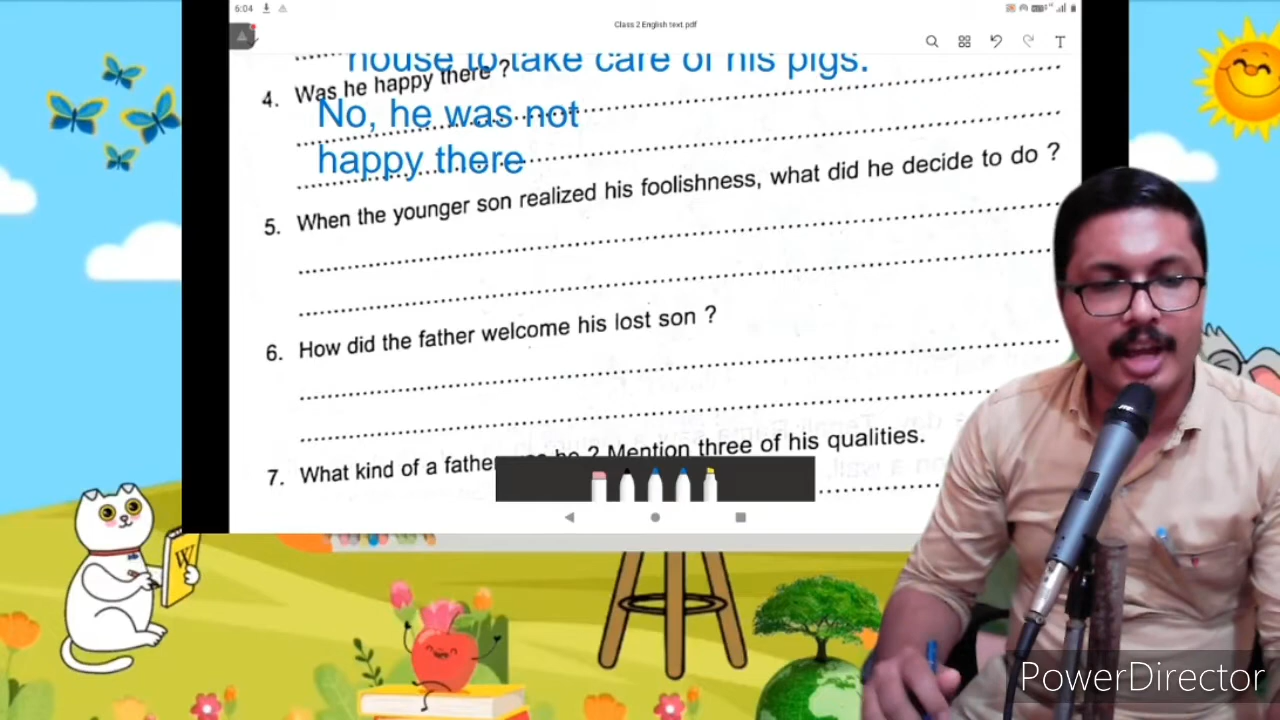 6:04
Class 2 English text.pdf
house to take care of his pigs.
4. Was he happy there ?
No, he was not
happy there
5. When the younger son realized his foolishness, what did he decide to do ?
6. How did the father welcome his lost son ?
7. What kind of a father he ? Mention three of his qualities.
W
PowerDirector